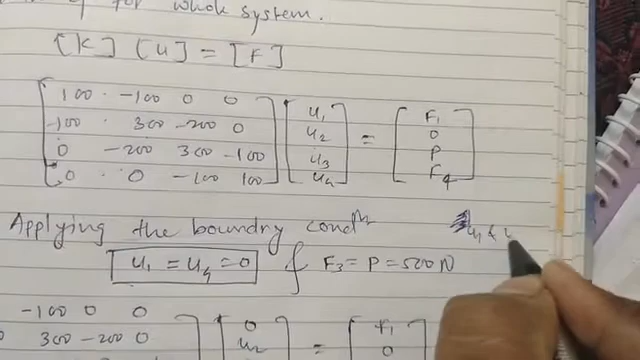 for whole system.
[K] {u} = [F]
[100 -100 0 0] [u1] [F1]
[-100 300 -200 0] [u2] = [0]
[0 -200 300 -100] [u3] [P]
[0 0 -100 100] [u4] [F4]
Applying the boundry condn u1 &
u1 = u4 = 0 { F3 = P = 500N
-100 0 0 [0] [F1]
300 -200 0 [u2] = [0]